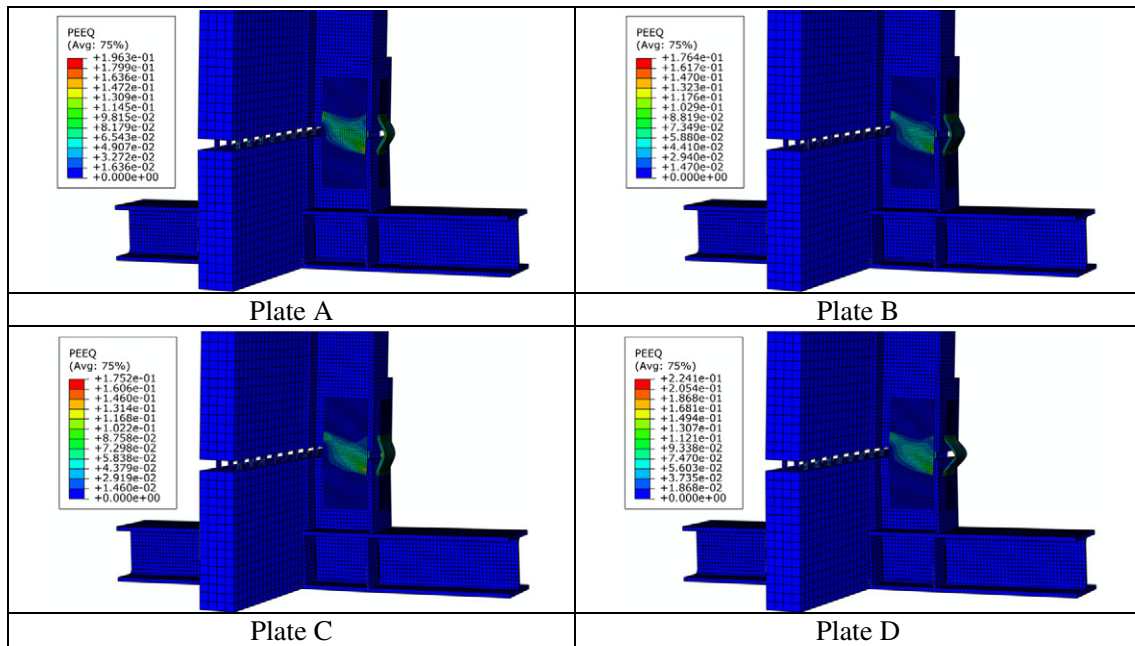 PEEQ
(Avg: 75%)
+1.963e-01
+1.799e-01
+1.636e-01
+1.472e-01
+1.309e-01
+1.145e-01
+9.815e-02
+8.179e-02
+6.543e-02
+4.907e-02
+3.272e-02
+1.636e-02
+0.000e+00
Plate A
PEEQ
(Avg: 75%)
+1.764e-01
+1.617e-01
+1.470e-01
+1.323e-01
+1.176e-01
+1.029e-01
+8.819e-02
+7.349e-02
+5.880e-02
+4.410e-02
+2.940e-02
+1.470e-02
+0.000e+00
Plate B
PEEQ
(Avg: 75%)
+1.752e-01
+1.606e-01
+1.460e-01
+1.314e-01
+1.168e-01
+1.022e-01
+8.758e-02
+7.298e-02
+5.838e-02
+4.379e-02
+2.919e-02
+1.460e-02
+0.000e+00
Plate C
PEEQ
(Avg: 75%)
+2.241e-01
+2.054e-01
+1.868e-01
+1.681e-01
+1.494e-01
+1.307e-01
+1.121e-01
+9.338e-02
+7.470e-02
+5.603e-02
+3.735e-02
+1.868e-02
+0.000e+00
Plate D